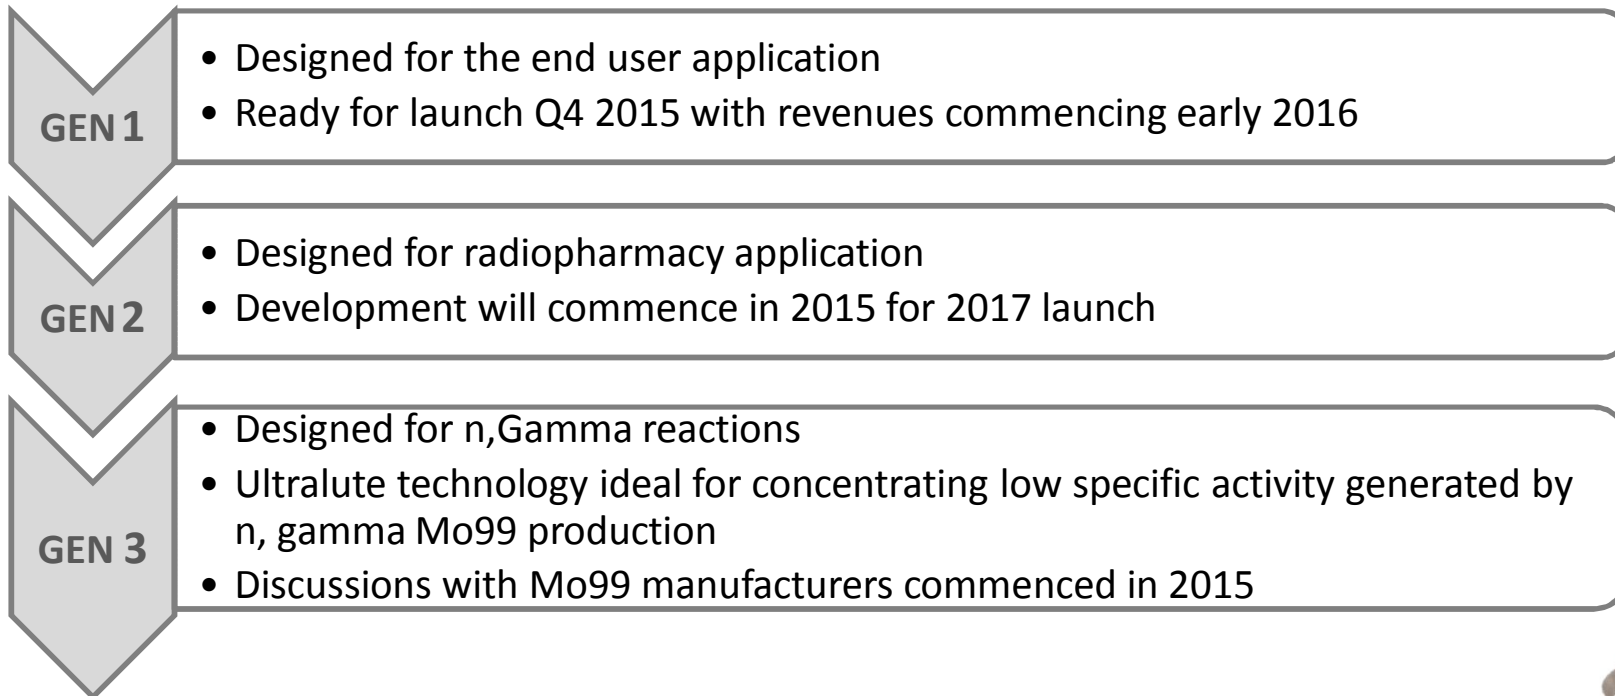 GEN 1
• Designed for the end user application
• Ready for launch Q4 2015 with revenues commencing early 2016
GEN 2
• Designed for radiopharmacy application
• Development will commence in 2015 for 2017 launch
GEN 3
• Designed for n,Gamma reactions
• Ultralute technology ideal for concentrating low specific activity generated by
n, gamma Mo99 production
• Discussions with Mo99 manufacturers commenced in 2015